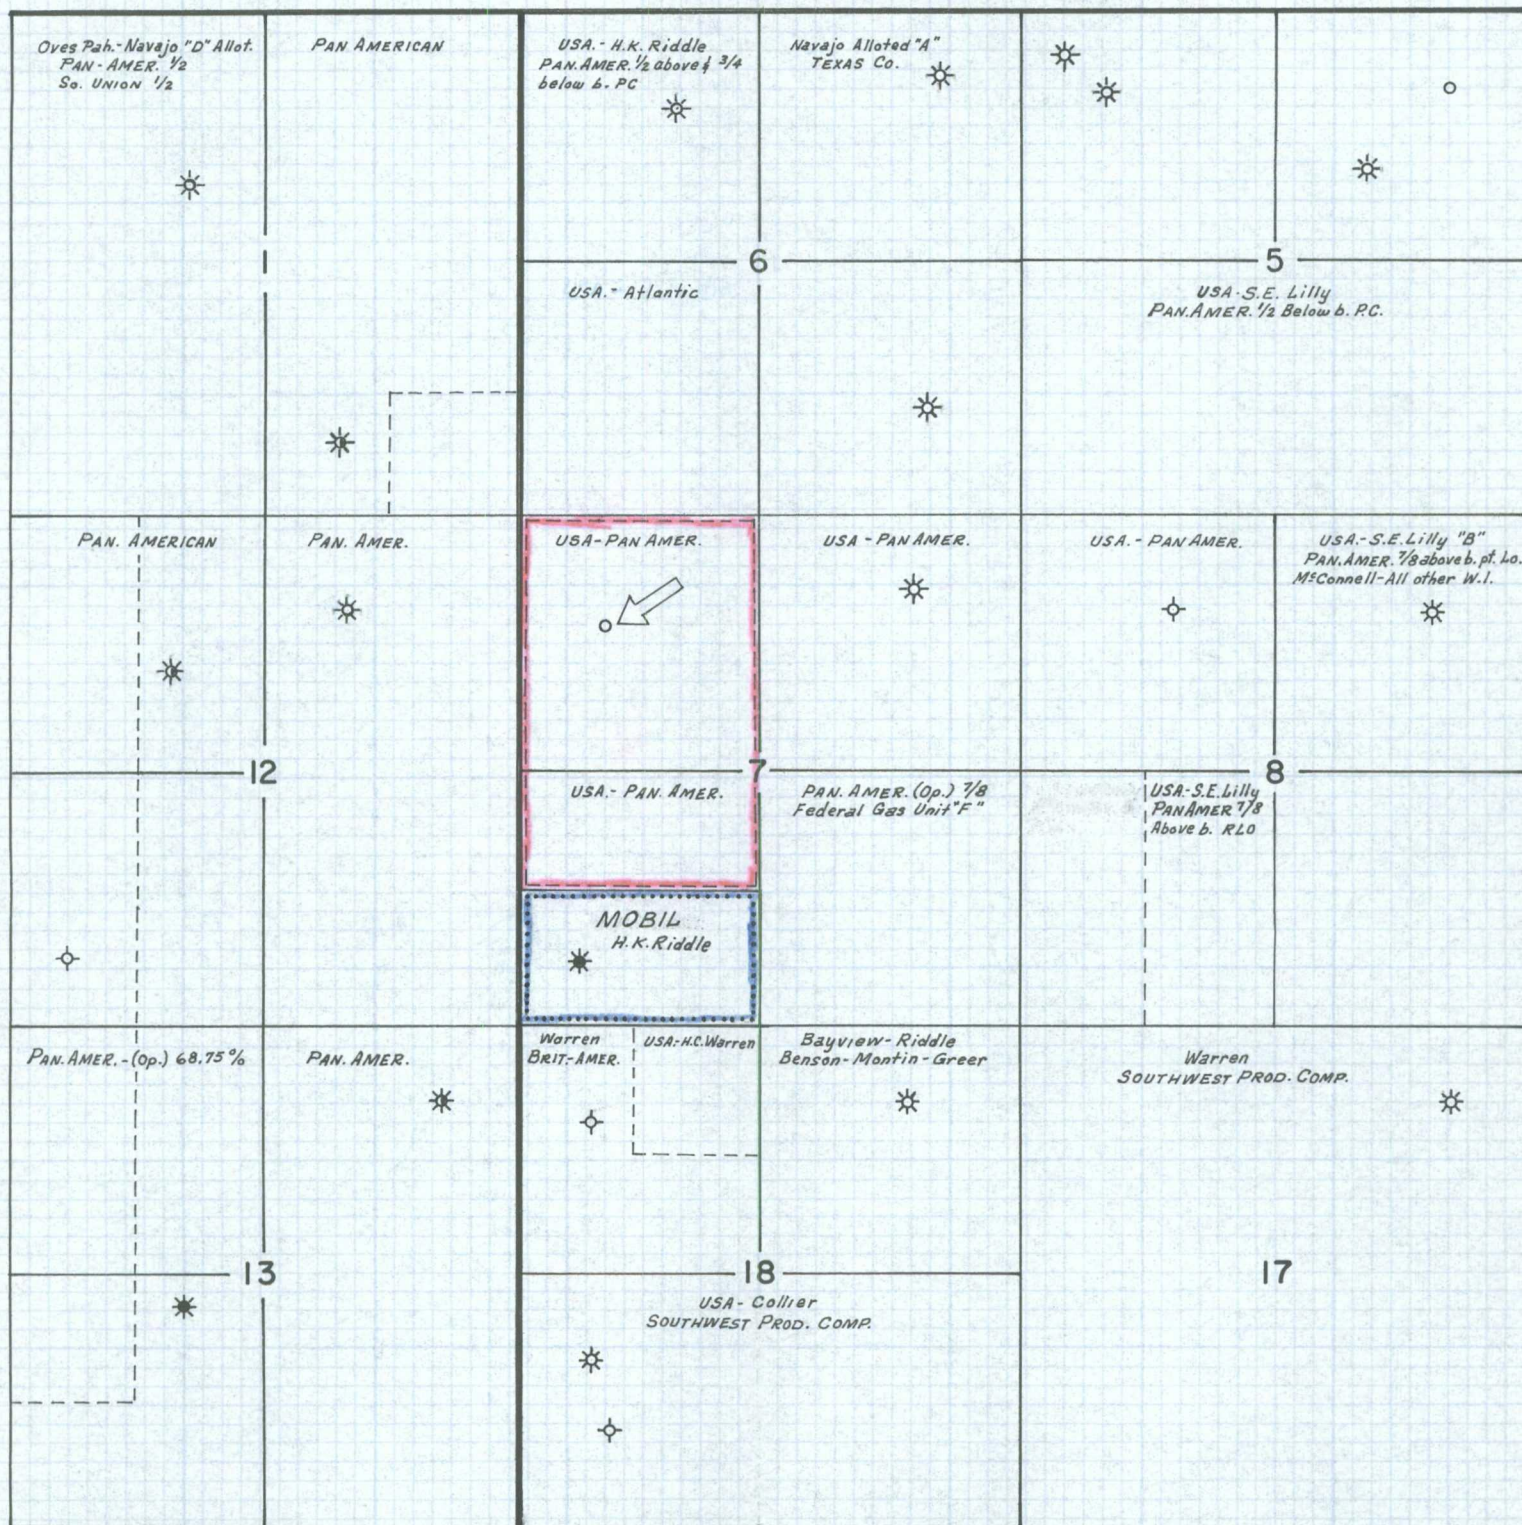 Oves Pah.-Navajo "D" Allot.
PAN-AMER. 1/2
So. UNION 1/2
PAN AMERICAN
USA.- H.K. Riddle
PAN.AMER. 1/2 above & 3/4
below b. PC
Navajo Alloted "A"
TEXAS Co.
1
6
5
USA.- Atlantic
USA-S.E. Lilly
PAN.AMER. 1/2 Below b. P.C.
PAN. AMERICAN
PAN. AMER.
USA-PAN AMER.
USA-PAN AMER.
USA.-PAN AMER.
USA.-S.E.Lilly "B"
PAN.AMER. 7/8 above b. pt. Lo.
McConnell-All other W.I.
12
7
8
USA.- PAN. AMER.
PAN. AMER. (Op.) 7/8
Federal Gas Unit "F"
USA-S.E.Lilly
PAN AMER 7/8
Above b. RLO
MOBIL
H.K.Riddle
PAN.AMER.-(Op.) 68.75%
PAN. AMER.
Warren
BRIT-AMER.
USA-H.C.Warren
Bayview-Riddle
Benson-Montin-Greer
Warren
SOUTHWEST PROD. COMP.
13
18
17
USA-Collier
SOUTHWEST PROD. COMP.